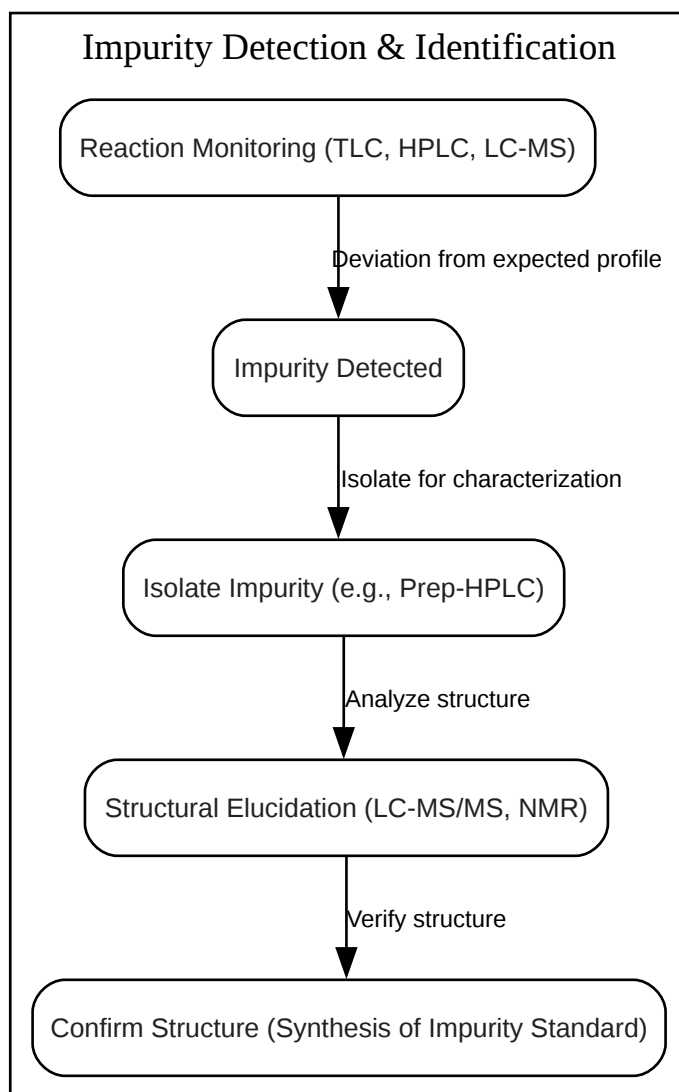 Impurity Detection & Identification
Reaction Monitoring (TLC, HPLC, LC-MS)
Deviation from expected profile
Impurity Detected
Isolate for characterization
Isolate Impurity (e.g., Prep-HPLC)
Analyze structure
Structural Elucidation (LC-MS/MS, NMR)
Verify structure
Confirm Structure (Synthesis of Impurity Standard)